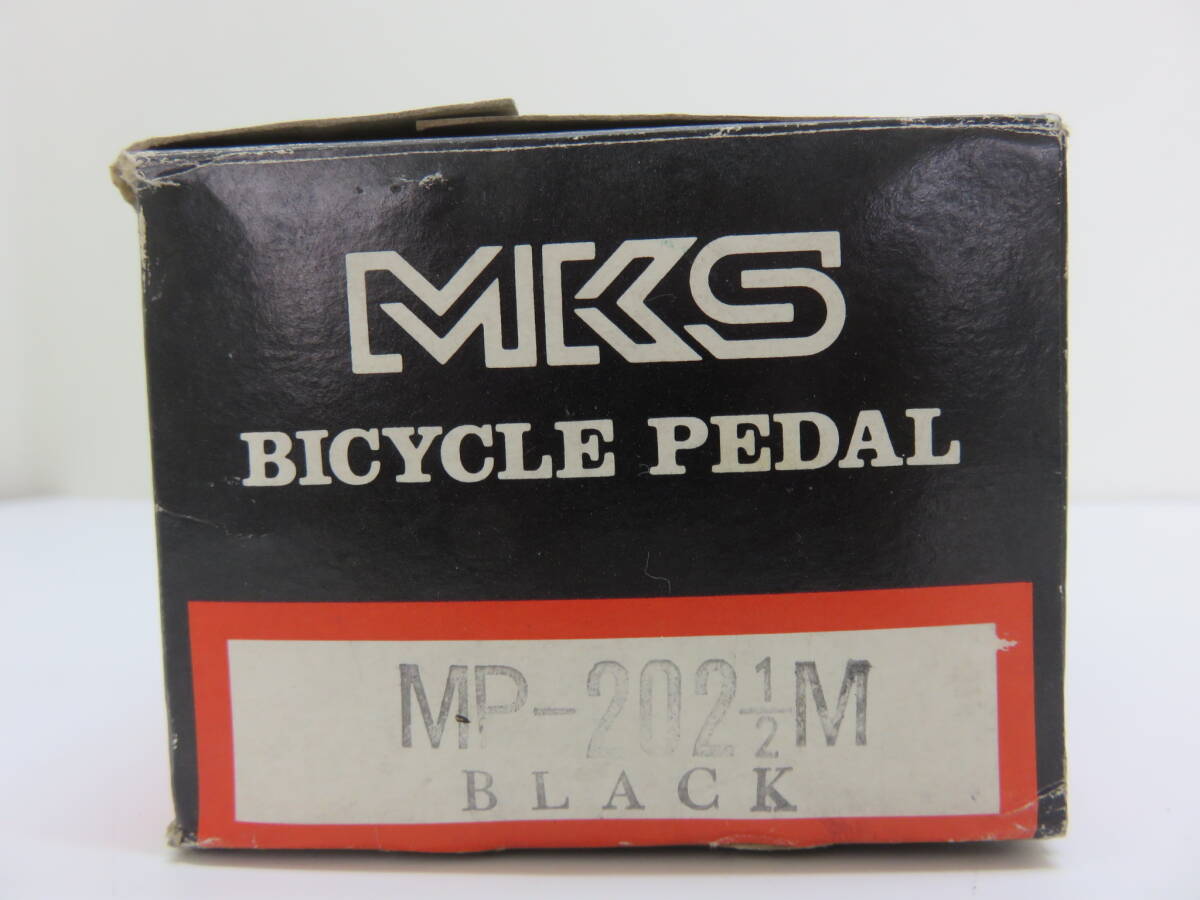 MKS
BICYCLE PEDAL
MP-202½M
BLACK